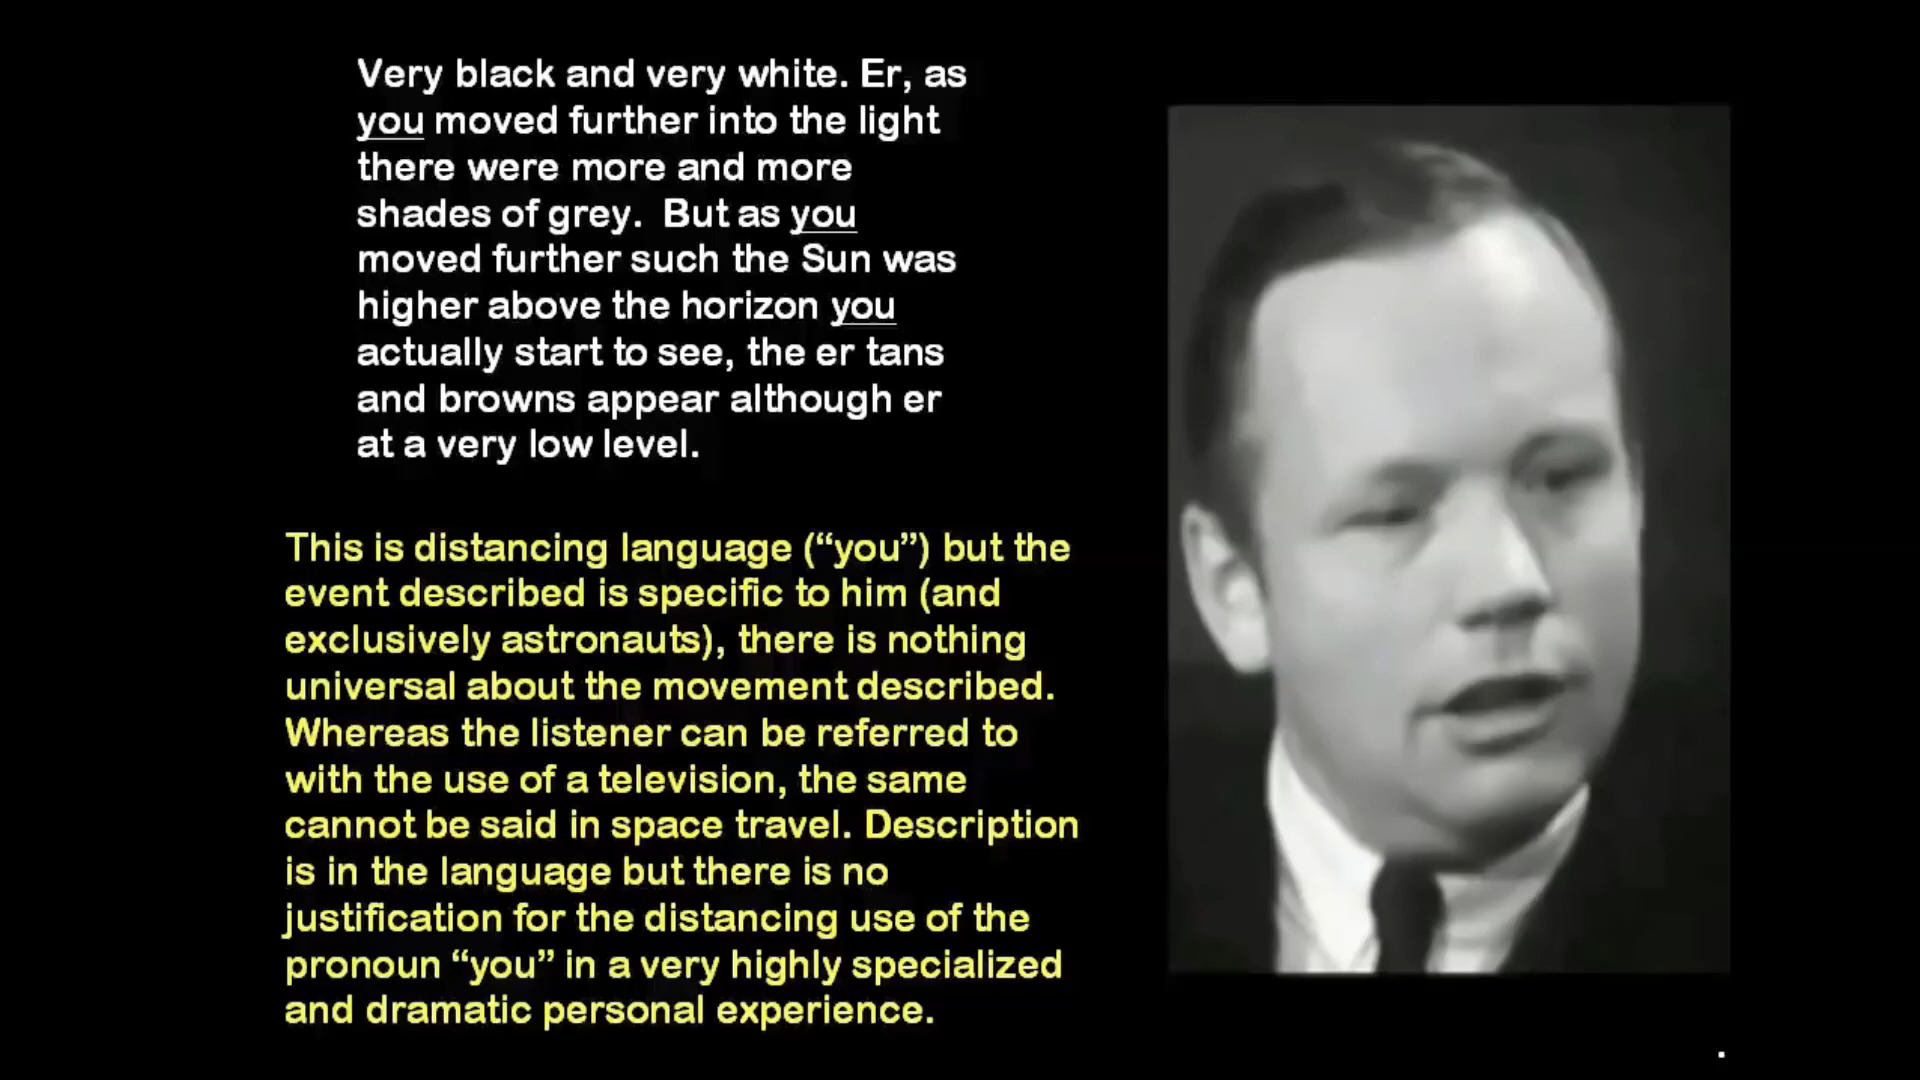 Very black and very white. Er, as
you moved further into the light
there were more and more
shades of grey.  But as you
moved further such the Sun was
higher above the horizon you
actually start to see, the er tans
and browns appear although er
at a very low level.
This is distancing language (“you”) but the
event described is specific to him (and
exclusively astronauts), there is nothing
universal about the movement described.
Whereas the listener can be referred to
with the use of a television, the same
cannot be said in space travel. Description
is in the language but there is no
justification for the distancing use of the
pronoun “you” in a very highly specialized
and dramatic personal experience.
.